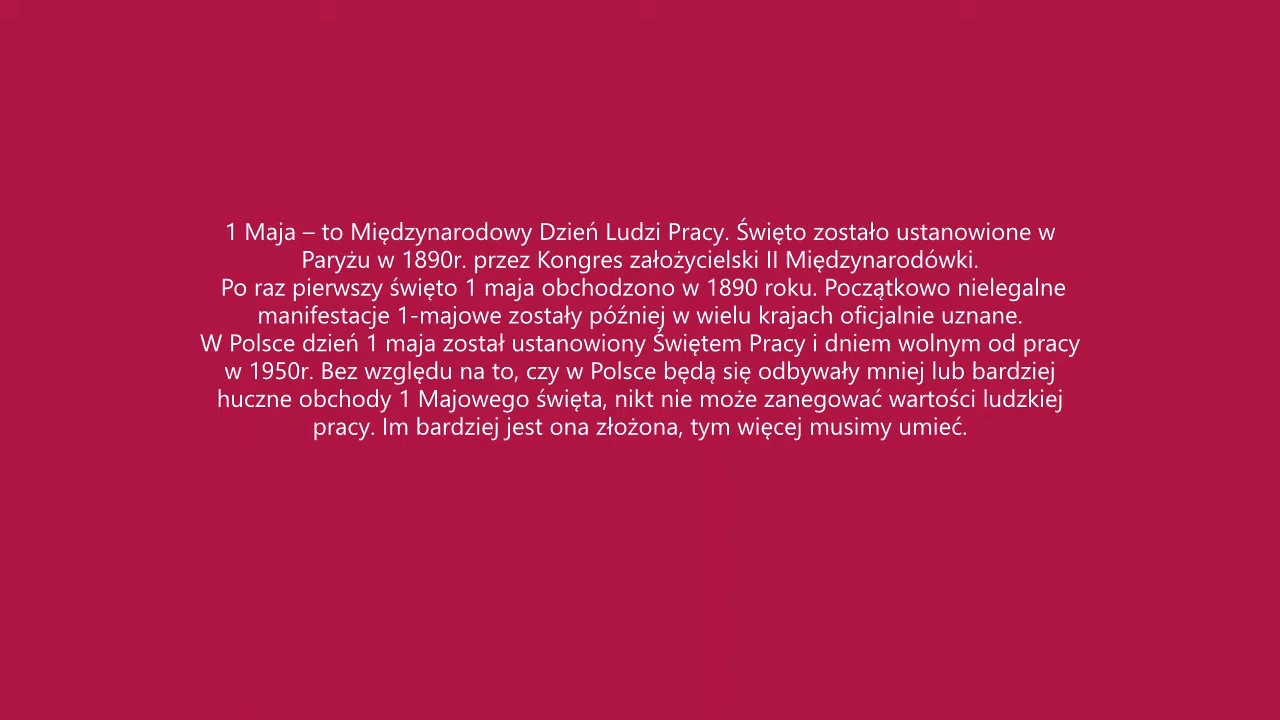 1 Maja – to Międzynarodowy Dzień Ludzi Pracy. Święto zostało ustanowione w
Paryżu w 1890r. przez Kongres założycielski II Międzynarodówki.
Po raz pierwszy święto 1 maja obchodzono w 1890 roku. Początkowo nielegalne
manifestacje 1-majowe zostały później w wielu krajach oficjalnie uznane.
W Polsce dzień 1 maja został ustanowiony Świętem Pracy i dniem wolnym od pracy
w 1950r. Bez względu na to, czy w Polsce będą się odbywały mniej lub bardziej
huczne obchody 1 Majowego święta, nikt nie może zanegować wartości ludzkiej
pracy. Im bardziej jest ona złożona, tym więcej musimy umieć.